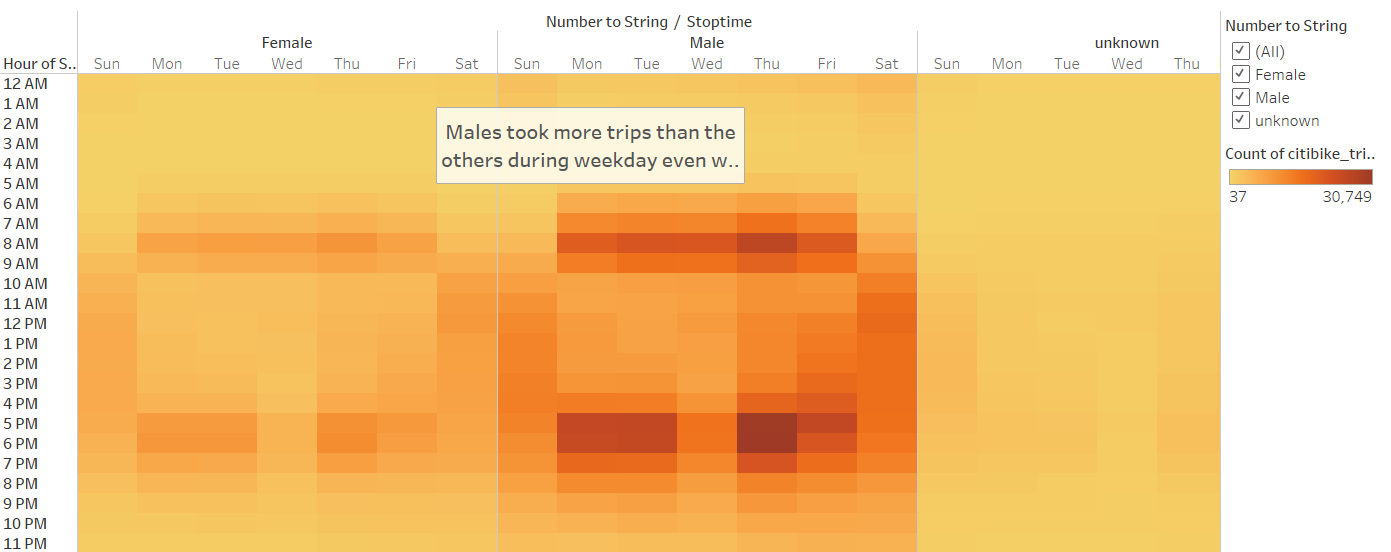 Number to String / Stoptime
Female Male unknown
Hour of S.. Sun Mon Tue Wed Thu Fri Sat Sun Mon Tue Wed Thu Fri Sat Sun Mon Tue Wed Thu
12 AM
1 AM
2 AM
3 AM
4 AM
5 AM
6 AM
7 AM
8 AM
9 AM
10 AM
11 AM
12 PM
1 PM
2 PM
3 PM
4 PM
5 PM
6 PM
7 PM
8 PM
9 PM
10 PM
11 PM
Males took more trips than the
others during weekday even w..
Number to String
(All)
Female
Male
unknown
Count of citibike_tri..
37 30,749